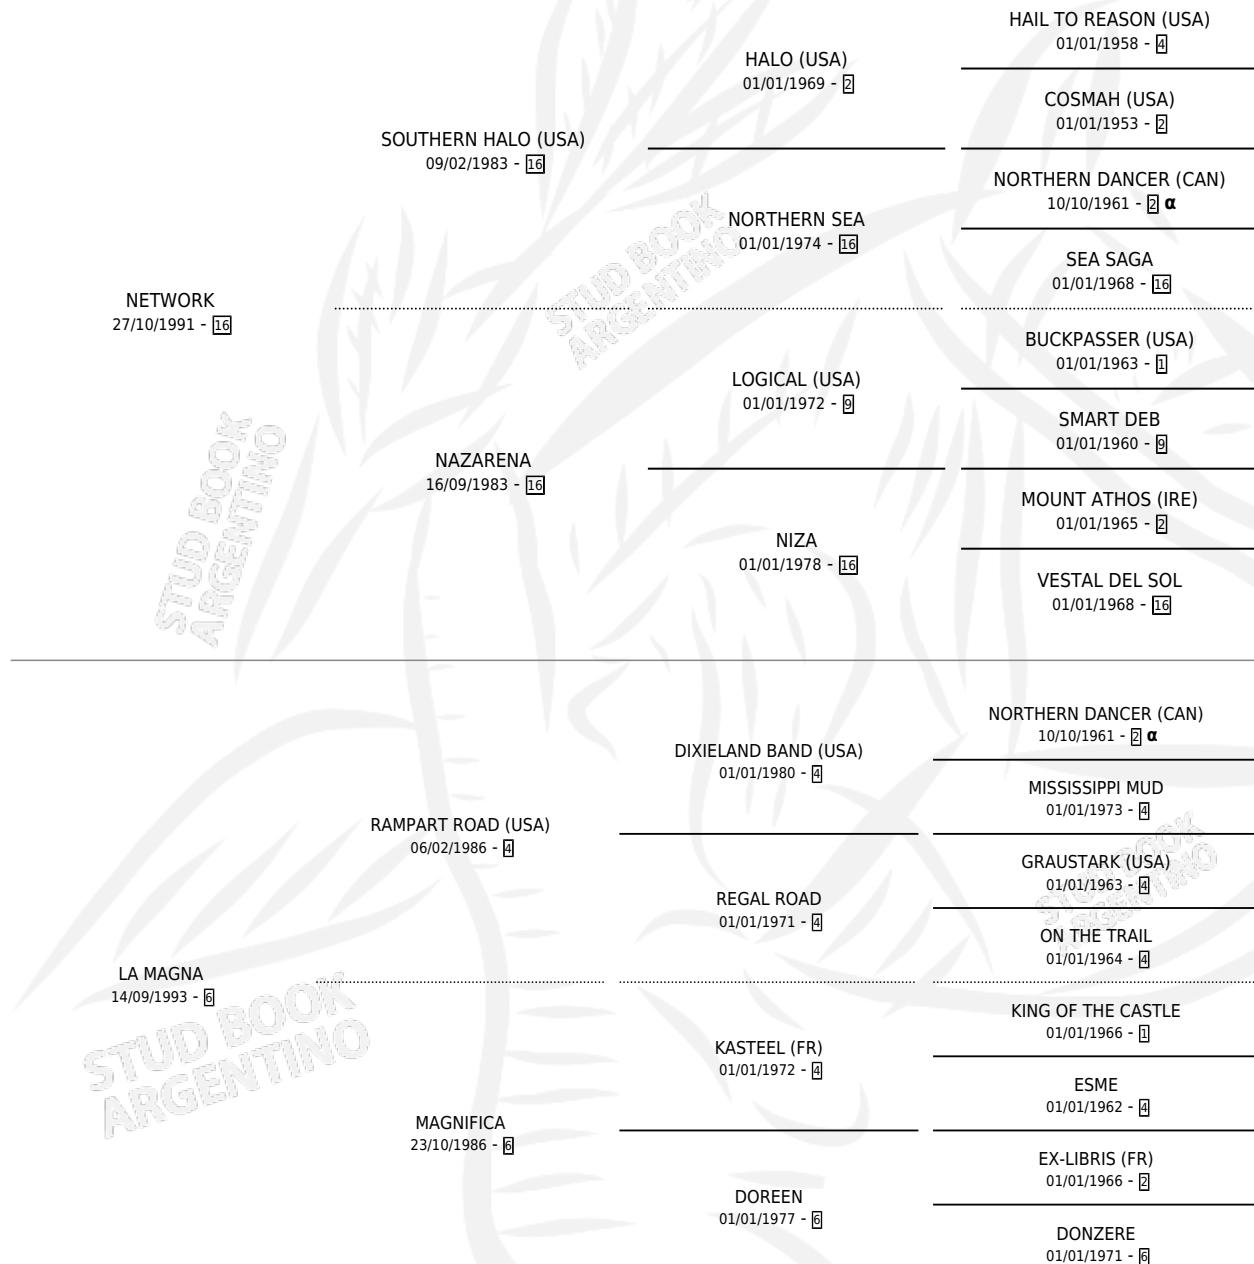 HAIL TO REASON (USA)
01/01/1958 - 4
HALO (USA)
01/01/1969 - 2
COSMAH (USA)
01/01/1953 - 2
SOUTHERN HALO (USA)
09/02/1983 - 16
NORTHERN DANCER (CAN)
10/10/1961 - 2 α
NORTHERN SEA
01/01/1974 - 16
SEA SAGA
01/01/1968 - 16
NETWORK
27/10/1991 - 16
BUCKPASSER (USA)
01/01/1963 - 1
LOGICAL (USA)
01/01/1972 - 9
SMART DEB
01/01/1960 - 9
NAZARENA
16/09/1983 - 16
MOUNT ATHOS (IRE)
01/01/1965 - 2
NIZA
01/01/1978 - 16
VESTAL DEL SOL
01/01/1968 - 16
STUD BOOK
ARGENTINO
STUD BOOK
ARGENTINO
NORTHERN DANCER (CAN)
10/10/1961 - 2 α
DIXIELAND BAND (USA)
01/01/1980 - 4
MISSISSIPPI MUD
01/01/1973 - 4
RAMPART ROAD (USA)
06/02/1986 - 4
GRAUSTARK (USA)
01/01/1963 - 4
REGAL ROAD
01/01/1971 - 4
ON THE TRAIL
01/01/1964 - 4
STUD BOOK
ARGENTINO
LA MAGNA
14/09/1993 - 6
KING OF THE CASTLE
01/01/1966 - 1
KASTEEL (FR)
01/01/1972 - 4
ESME
01/01/1962 - 4
STUD BOOK
ARGENTINO
MAGNIFICA
23/10/1986 - 6
EX-LIBRIS (FR)
01/01/1966 - 2
DOREEN
01/01/1977 - 6
DONZERE
01/01/1971 - 6